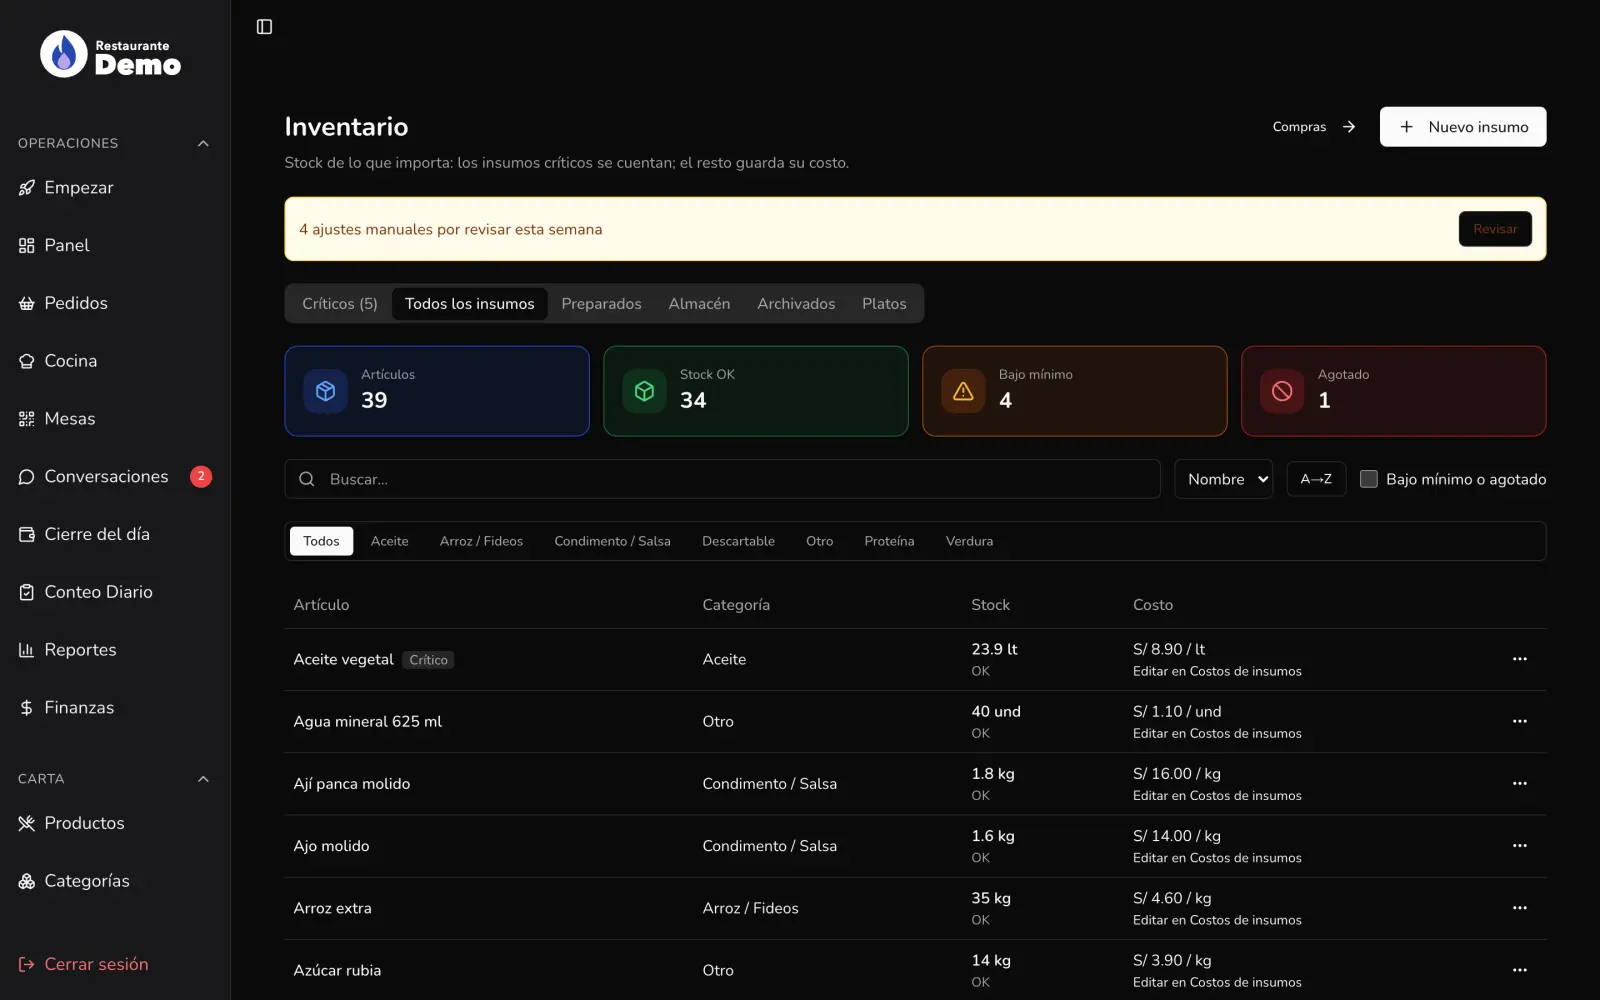 Restaurante
Demo
OPERACIONES
Empezar
Panel
Pedidos
Cocina
Mesas
Conversaciones 2
Cierre del día
Conteo Diario
Reportes
Finanzas
CARTA
Productos
Categorías
Cerrar sesión
Inventario
Stock de lo que importa: los insumos críticos se cuentan; el resto guarda su costo.
Compras →
+ Nuevo insumo
4 ajustes manuales por revisar esta semana
Revisar
Críticos (5) Todos los insumos Preparados Almacén Archivados Platos
Artículos
39
Stock OK
34
Bajo mínimo
4
Agotado
1
Buscar...
Nombre
A→Z
Bajo mínimo o agotado
Todos Aceite Arroz / Fideos Condimento / Salsa Descartable Otro Proteína Verdura
Artículo Categoría Stock Costo
Aceite vegetal Crítico Aceite 23.9 lt S/ 8.90 / lt
OK Editar en Costos de insumos
Agua mineral 625 ml Otro 40 und S/ 1.10 / und
OK Editar en Costos de insumos
Ají panca molido Condimento / Salsa 1.8 kg S/ 16.00 / kg
OK Editar en Costos de insumos
Ajo molido Condimento / Salsa 1.6 kg S/ 14.00 / kg
OK Editar en Costos de insumos
Arroz extra Arroz / Fideos 35 kg S/ 4.60 / kg
OK Editar en Costos de insumos
Azúcar rubia Otro 14 kg S/ 3.90 / kg
OK Editar en Costos de insumos